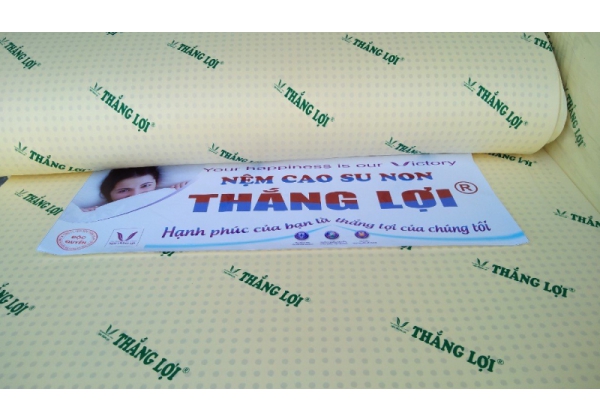 THẮNG LỢI®
THẮNG LỢI®
THẮNG LỢI®
THẮNG LỢI®
THẮNG LỢI®
THẮNG LỢI®
THẮNG LỢI
THẮNG LỢI®
Your happiness is our Victory
NỆM CAO SU NON
THẮNG LỢI®
Hạnh phúc của bạn là thắng lợi của chúng tôi
THẮNG LỢI®
THẮNG LỢI®
THẮNG LỢI®